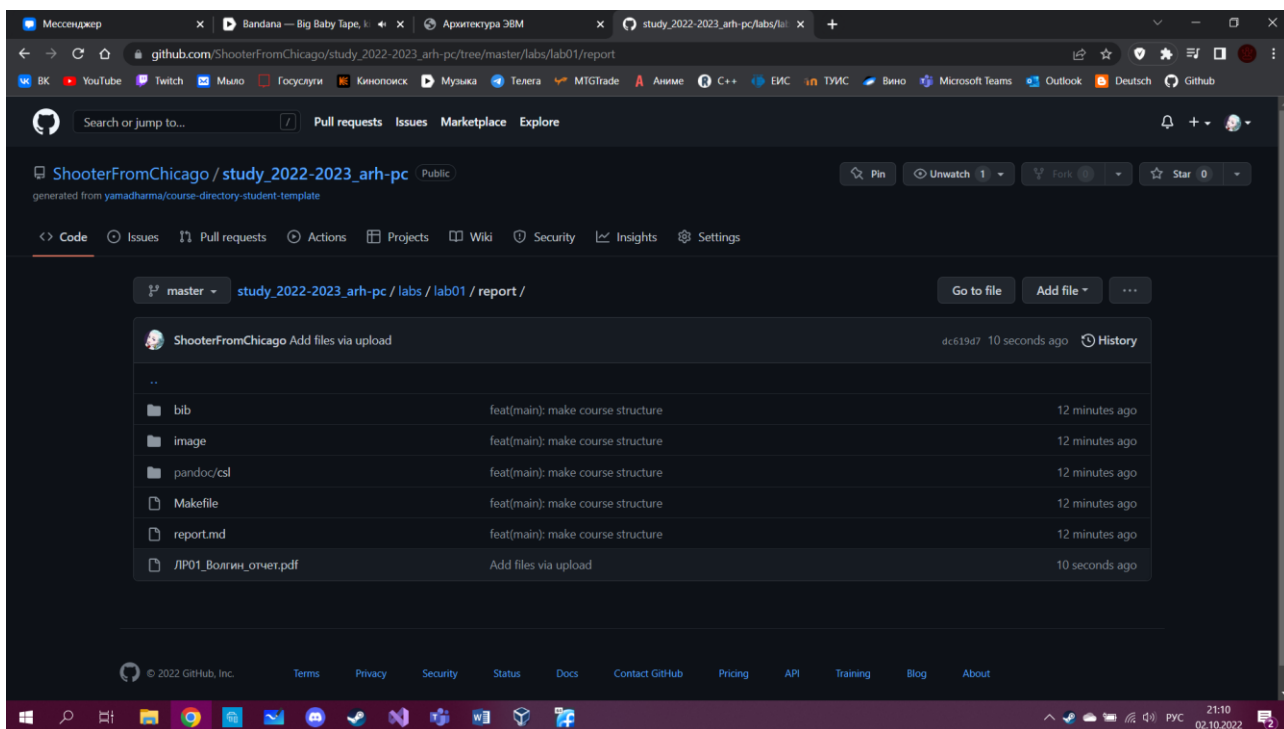 Мессенджер Bandana — Big Baby Tape, k Архитектура ЭВМ study_2022-2023_arh-pc/labs/lab
github.com/ShooterFromChicago/study_2022-2023_arh-pc/tree/master/labs/lab01/report
ВК YouTube Twitch Мыло Госуслуги Кинопоиск Музыка Телега MTGTrade Аниме C++ ЕИС ТУИС Вино Microsoft Teams Outlook Deutsch Github
Search or jump to... / Pull requests Issues Marketplace Explore
ShooterFromChicago / study_2022-2023_arh-pc Public Pin Unwatch 1 Fork 0 Star 0
generated from yamadharma/course-directory-student-template
<> Code Issues Pull requests Actions Projects Wiki Security Insights Settings
master study_2022-2023_arh-pc / labs / lab01 / report / Go to file Add file ...
ShooterFromChicago Add files via upload dc619d7 10 seconds ago History
..
bib feat(main): make course structure 12 minutes ago
image feat(main): make course structure 12 minutes ago
pandoc/csl feat(main): make course structure 12 minutes ago
Makefile feat(main): make course structure 12 minutes ago
report.md feat(main): make course structure 12 minutes ago
ЛР01_Волгин_отчет.pdf Add files via upload 10 seconds ago
© 2022 GitHub, Inc. Terms Privacy Security Status Docs Contact GitHub Pricing API Training Blog About
РУС 21:10
02.10.2022 2